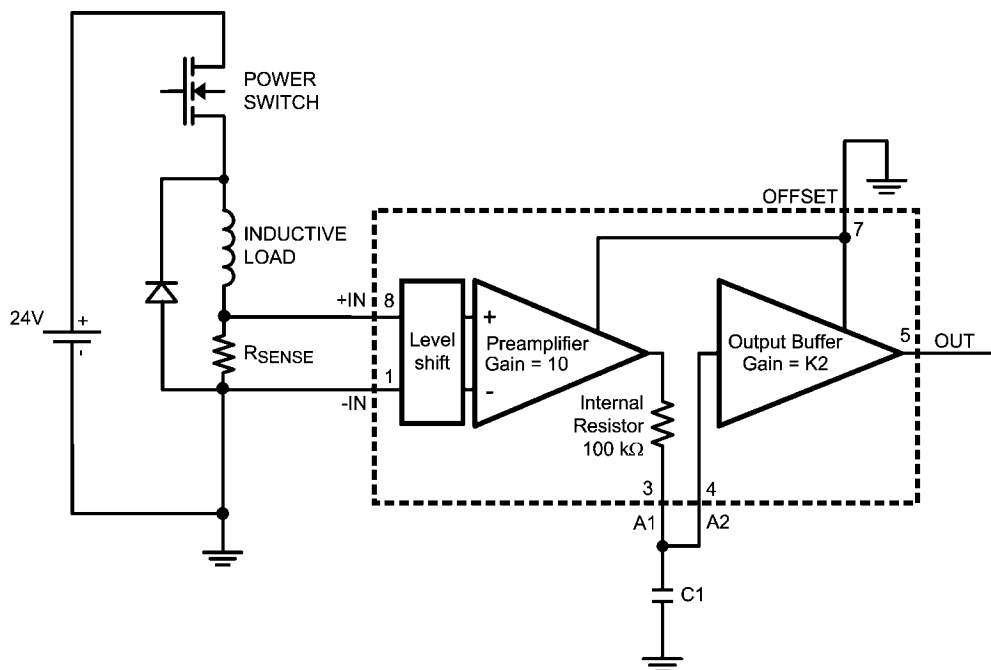 POWER
SWITCH
OFFSET
7
INDUCTIVE
LOAD
+IN
8
24V
+
-
Level
shift
+
-
Preamplifier
Gain = 10
Output Buffer
Gain = K2
5
OUT
RSENSE
1
-IN
Internal
Resistor
100 kΩ
3
4
A1
A2
C1